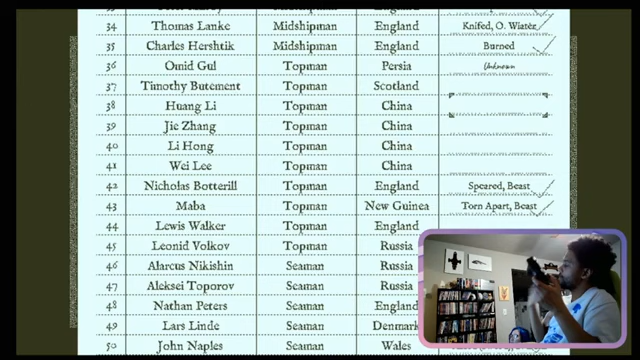 34 Thomas Lanke Midshipman England Knifed, O. Wiater
35 Charles Hershtik Midshipman England Burned
36 Omid Gul Topman Persia Unknown
37 Timothy Butement Topman Scotland
38 Huang Li Topman China
39 Jie Zhang Topman China
40 Li Hong Topman China
41 Wei Lee Topman China
42 Nicholas Botterill Topman England Speared, Beast
43 Maba Topman New Guinea Torn Apart, Beast
44 Lewis Walker Topman England
45 Leonid Volkov Topman Russia
46 Alarcus Nikishin Seaman Russia
47 Aleksei Toporov Seaman Russia
48 Nathan Peters Seaman England
49 Lars Linde Seaman Denmark
50 John Naples Seaman Wales